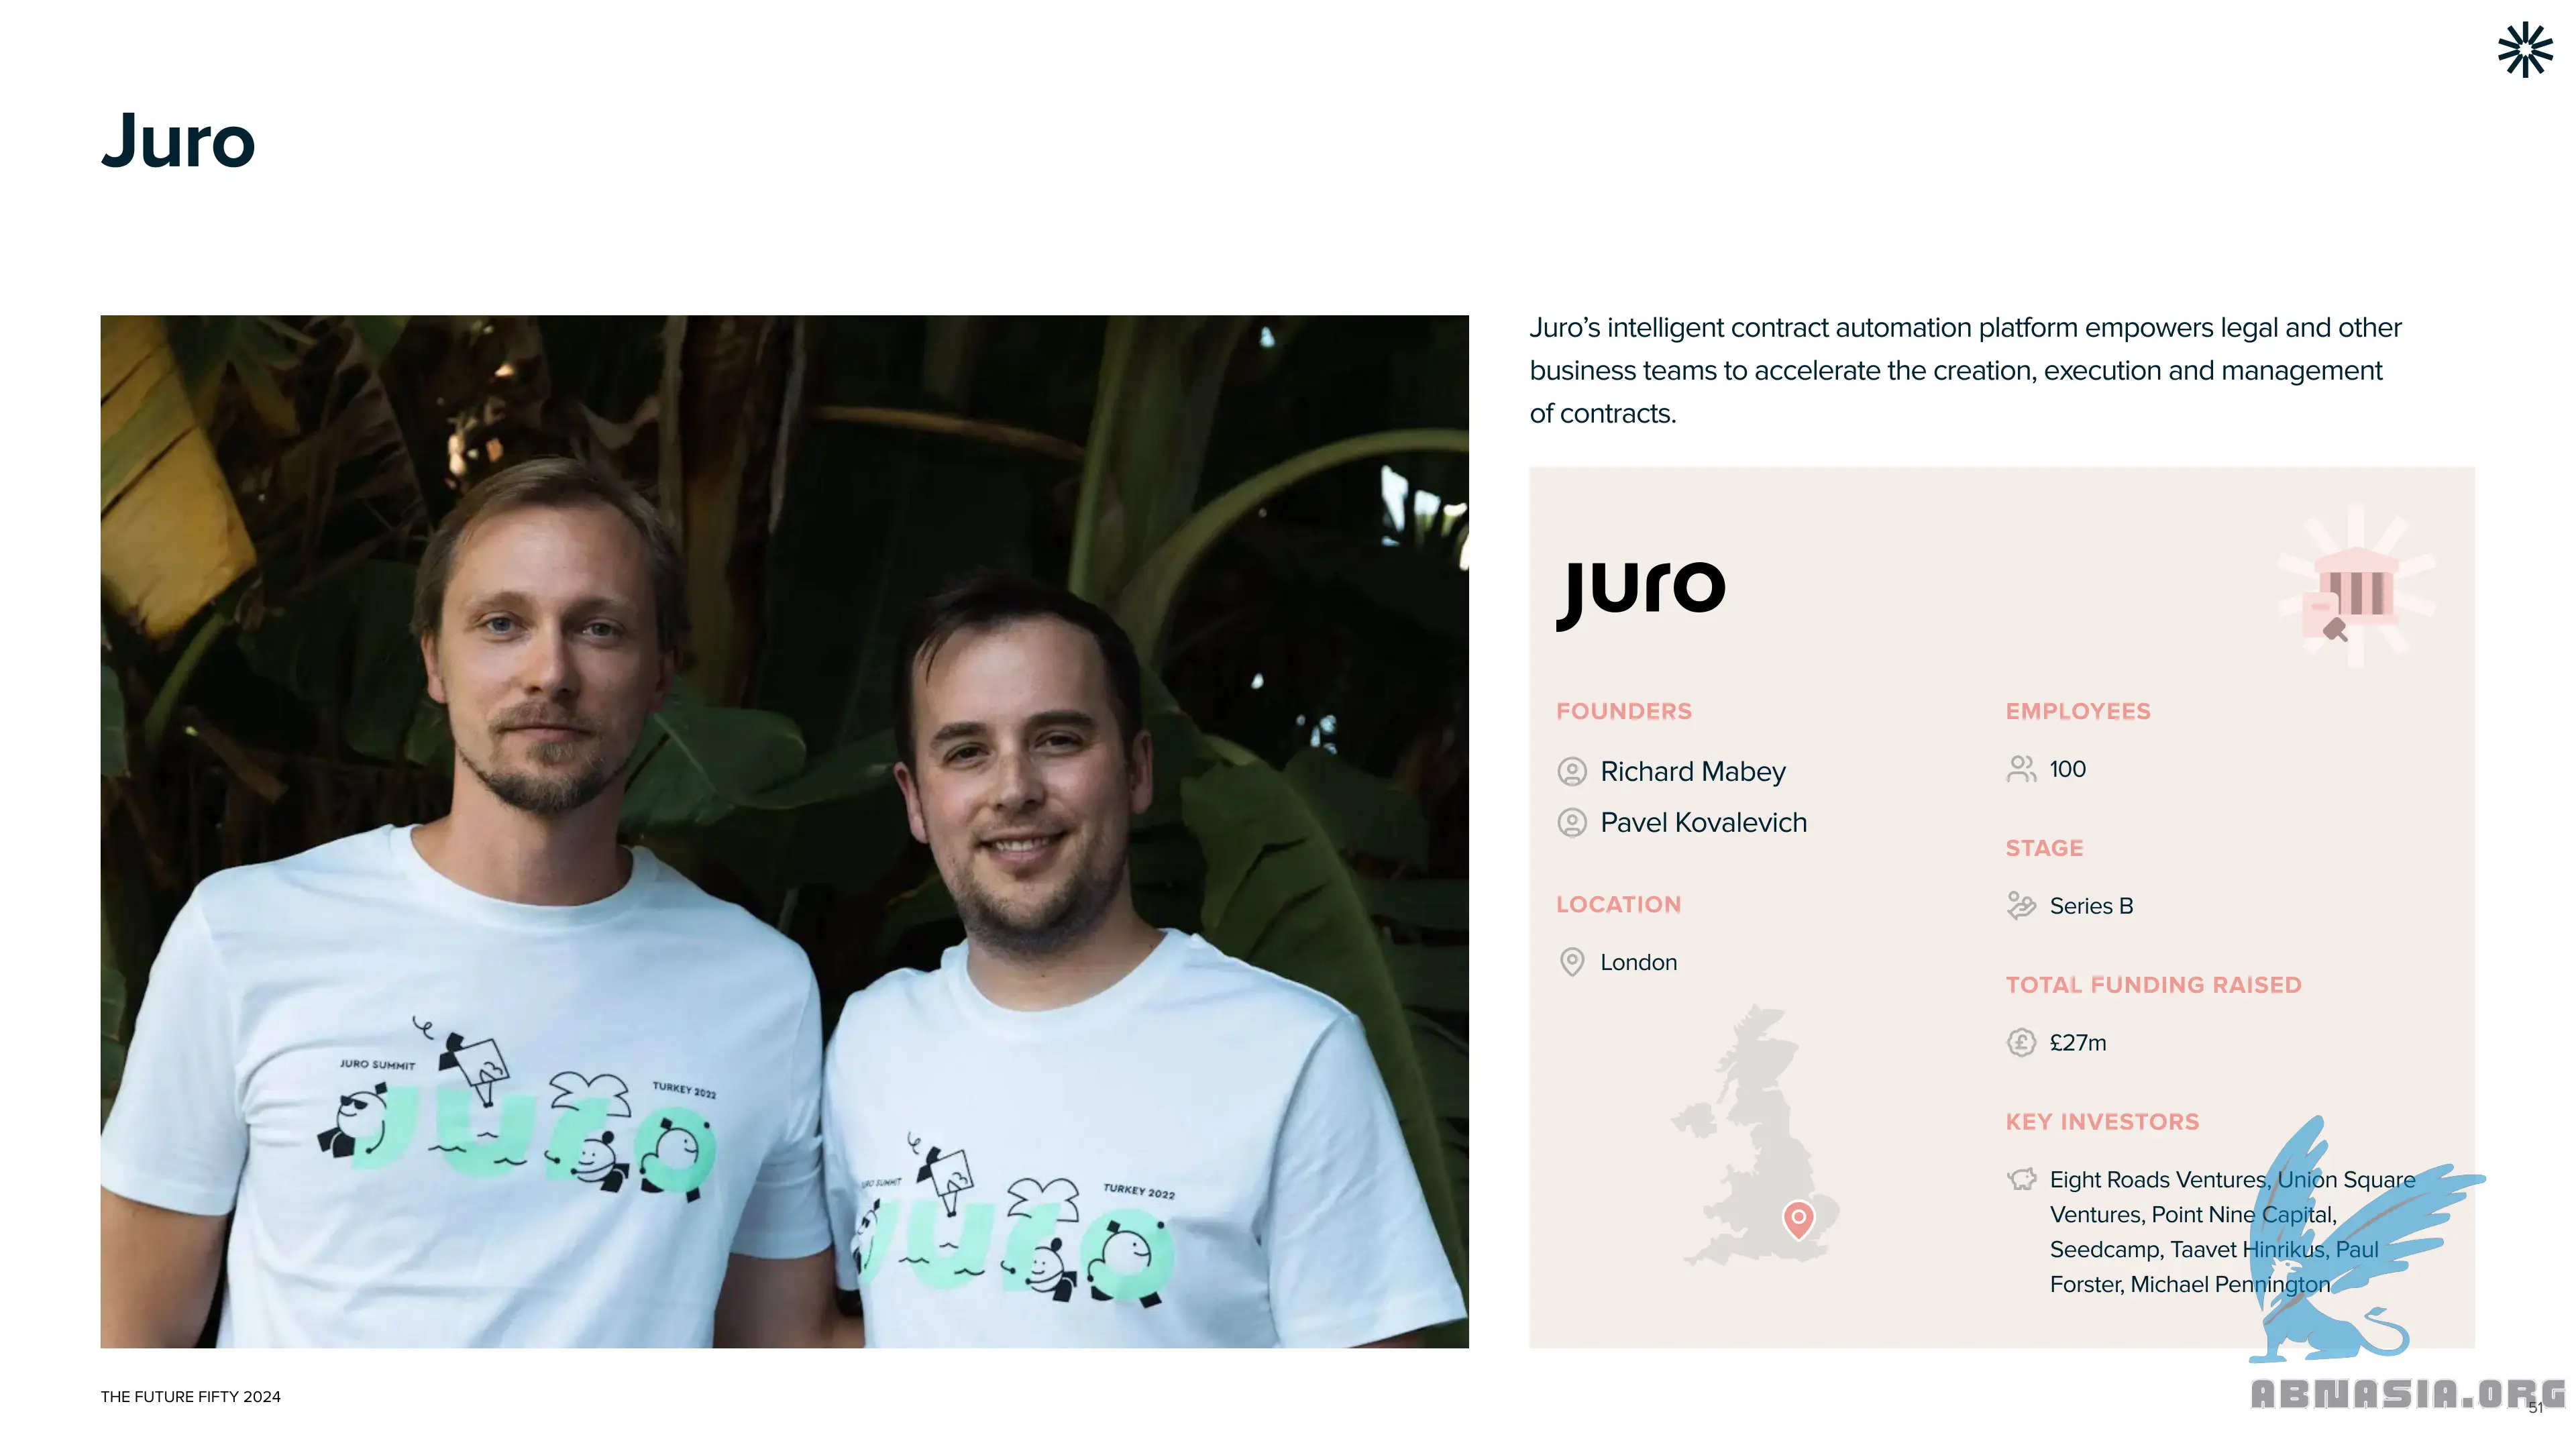 Juro
JURO SUMMIT
TURKEY 2022
juro
JURO SUMMIT
TURKEY 2022
juro
Juro’s intelligent contract automation platform empowers legal and other
business teams to accelerate the creation, execution and management
of contracts.
juro
FOUNDERS
Richard Mabey
Pavel Kovalevich
LOCATION
London
EMPLOYEES
100
STAGE
Series B
TOTAL FUNDING RAISED
£27m
KEY INVESTORS
Eight Roads Ventures, Union Square
Ventures, Point Nine Capital,
Seedcamp, Taavet Hinrikus, Paul
Forster, Michael Pennington
THE FUTURE FIFTY 2024
ABNASIA.ORG
51